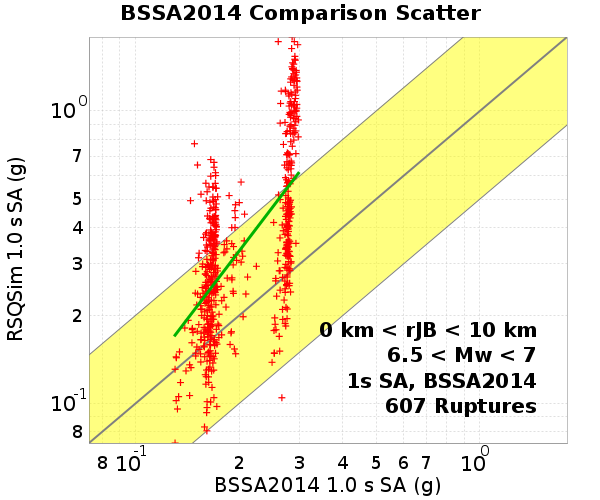 BSSA2014 Comparison Scatter
RSQSim 1.0 s SA (g)
10^0
7
5
4
3
2
10^-1
8
0 km < rJB < 10 km
6.5 < Mw < 7
1s SA, BSSA2014
607 Ruptures
8 10^-1 2 3 4 5 6 7 10^0
BSSA2014 1.0 s SA (g)